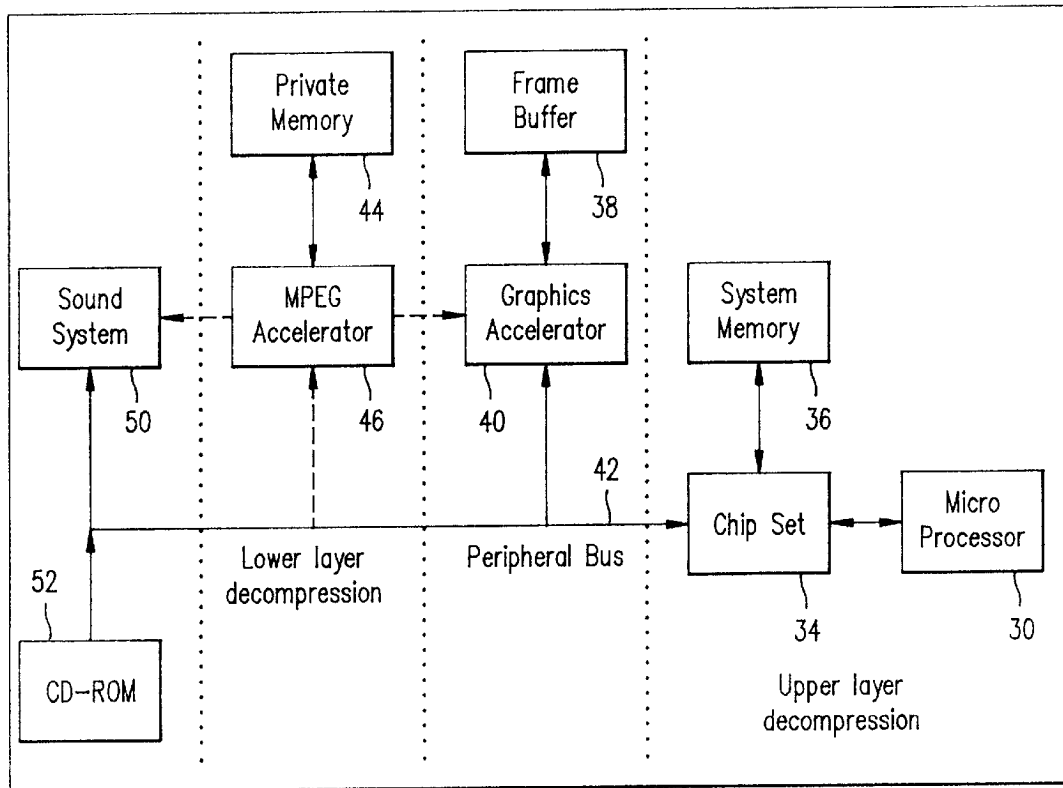 Private
Memory
44
Frame
Buffer
38
Sound
System
50
MPEG
Accelerator
46
Graphics
Accelerator
40
System
Memory
36
42
Chip Set
34
Micro
Processor
30
Lower layer
decompression
Peripheral Bus
52
CD-ROM
Upper layer
decompression